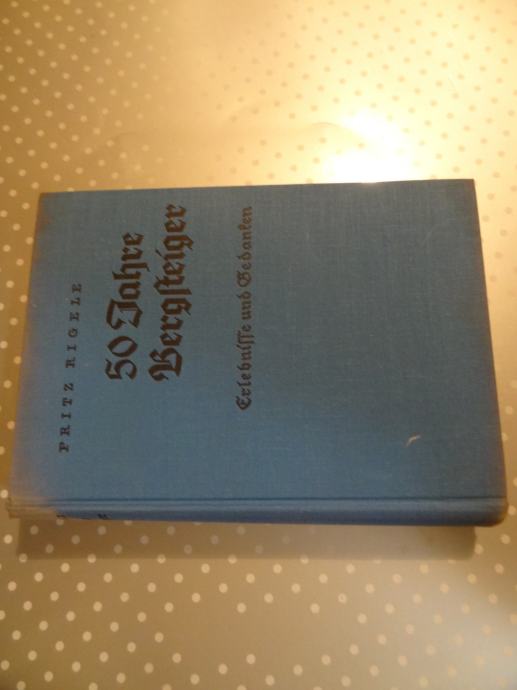 FRITZ RIGELE
50 Jahre
Bergsteiger
Erlebnisse und Gedanken